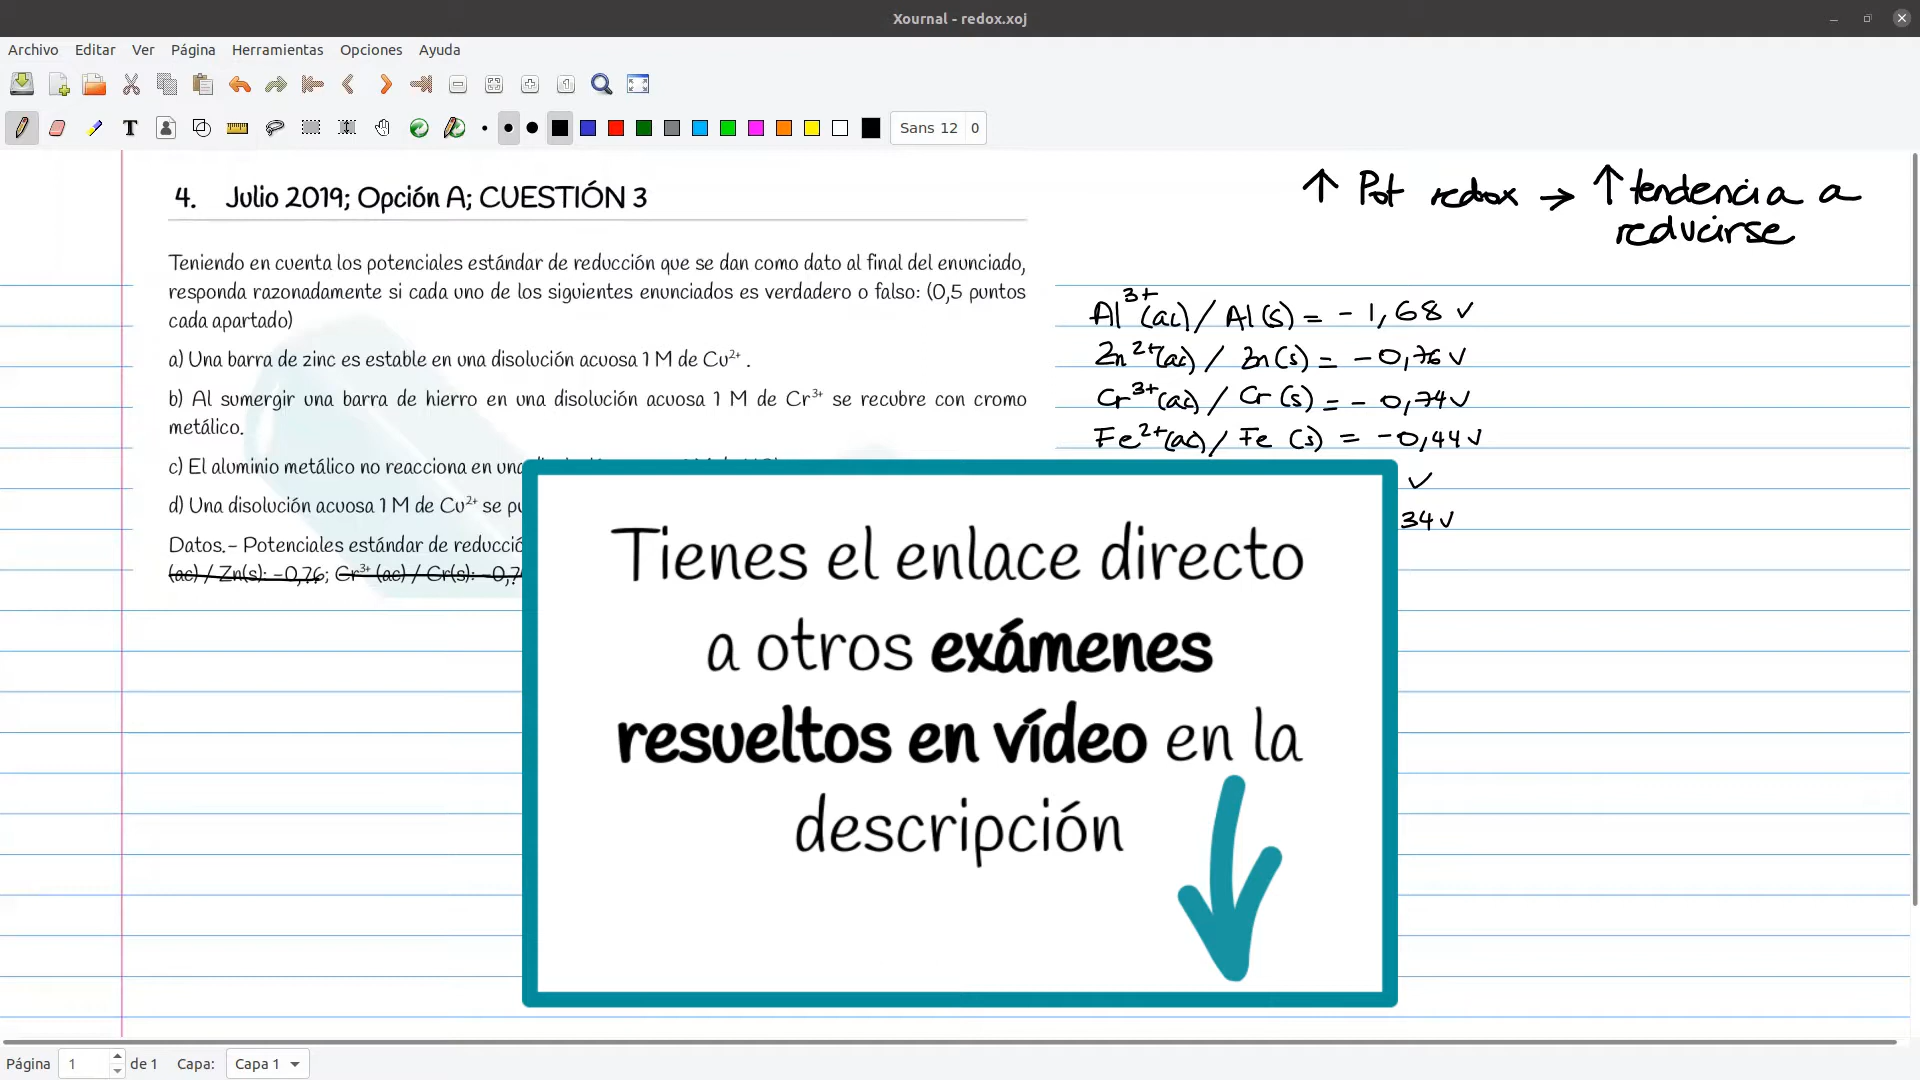 Xournal - redox.xoj
Archivo Editar Ver Página Herramientas Opciones Ayuda
Sans 12 0
4. Julio 2019; Opción A; CUESTIÓN 3
Teniendo en cuenta los potenciales estándar de reducción que se dan como dato al final del enunciado,
responda razonadamente si cada uno de los siguientes enunciados es verdadero o falso: (0,5 puntos
cada apartado)
a) Una barra de zinc es estable en una disolución acuosa 1 M de Cu²⁺ .
b) Al sumergir una barra de hierro en una disolución acuosa 1 M de Cr³⁺ se recubre con cromo
metálico.
c) El aluminio metálico no reacciona en una
d) Una disolución acuosa 1 M de Cu²⁺ se
Datos.- Potenciales estándar de reducció
(ac) / Zn(s): -0,76; Cr³⁺ (ac) / Cr(s): -0,7
↑ Pot redox → ↑ tendencia a
reducirse
Al³⁺(ac) / Al(s) = - 1,68 V
Zn²⁺(ac) / Zn(s) = -0,76 V
Cr³⁺(ac) / Cr(s) = - 0,74 V
Fe²⁺(ac) / Fe (s) = -0,44 V
V
34 V
Tienes el enlace directo
a otros exámenes
resueltos en vídeo en la
descripción
Página 1 de 1 Capa: Capa 1